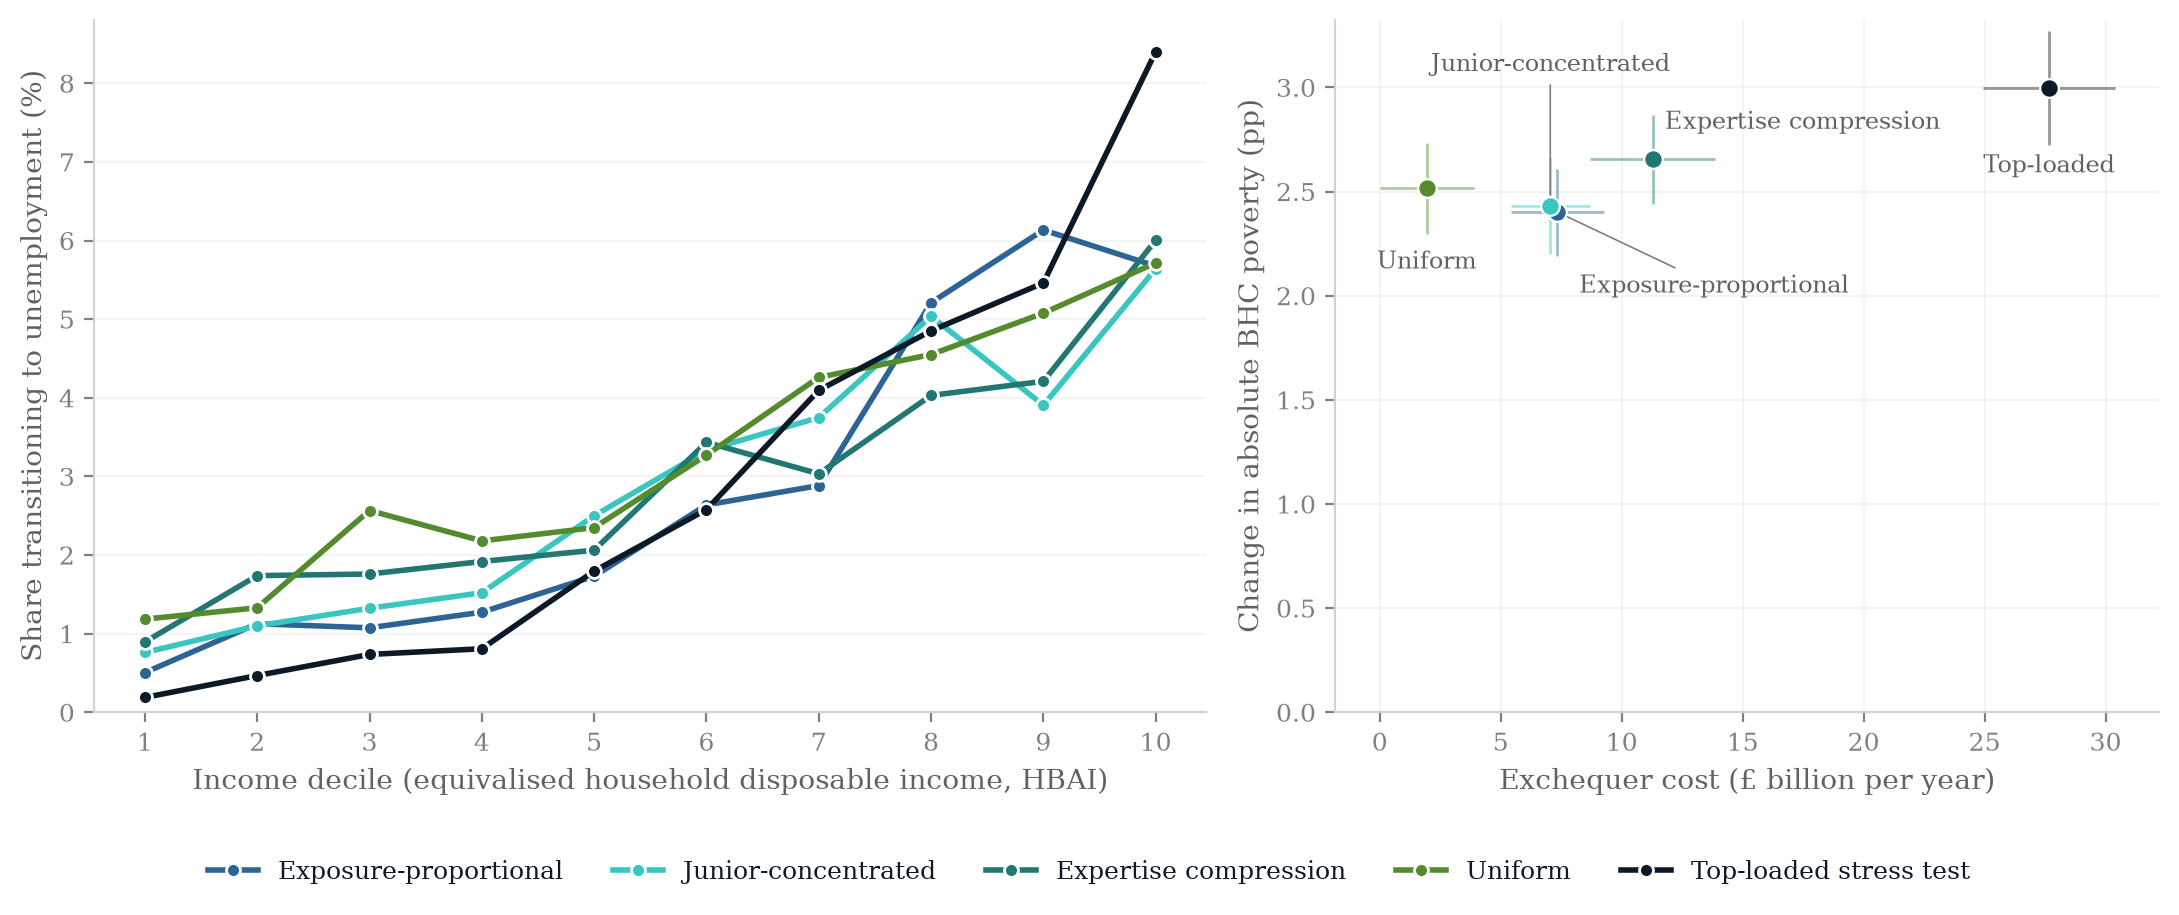 Share transitioning to unemployment (%)
8
7
6
5
4
3
2
1
0
1 2 3 4 5 6 7 8 9 10
Income decile (equivalised household disposable income, HBAI)
Change in absolute BHC poverty (pp)
3.0
2.5
2.0
1.5
1.0
0.5
0.0
Junior-concentrated
Expertise compression
Top-loaded
Uniform
Exposure-proportional
0 5 10 15 20 25 30
Exchequer cost (£ billion per year)
Exposure-proportional Junior-concentrated Expertise compression Uniform Top-loaded stress test